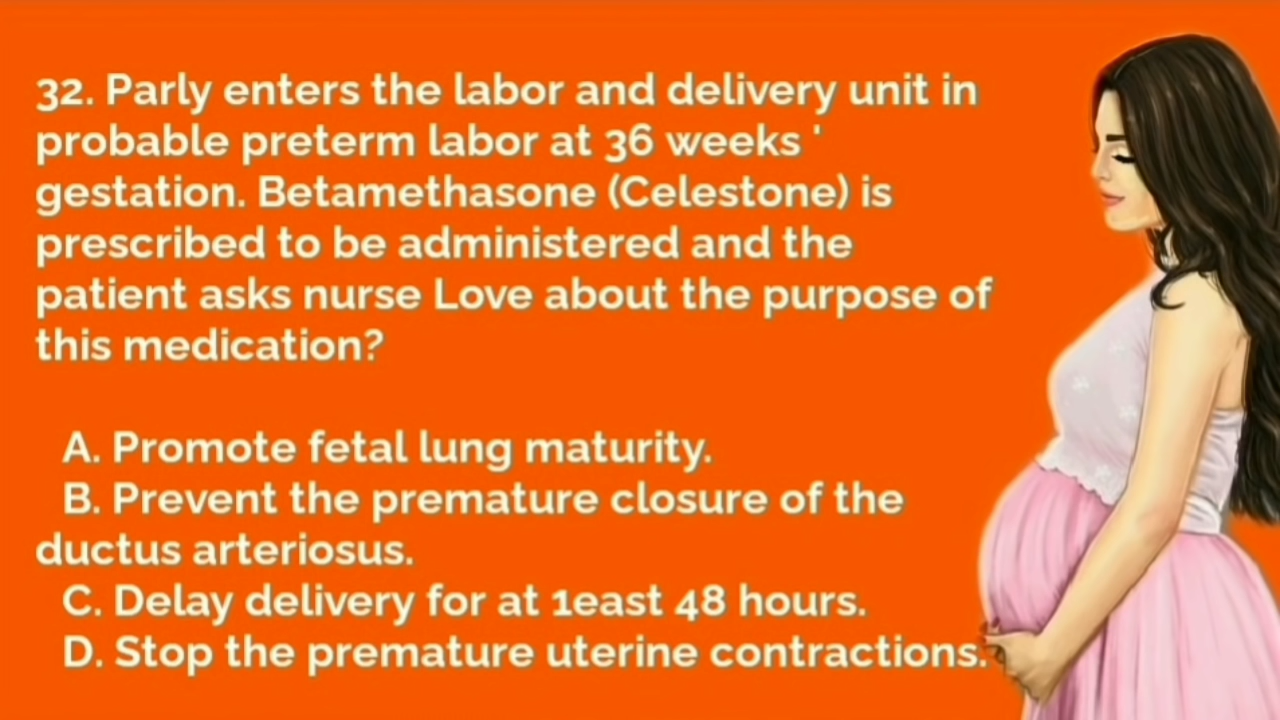 32. Parly enters the labor and delivery unit in
probable preterm labor at 36 weeks '
gestation. Betamethasone (Celestone) is
prescribed to be administered and the
patient asks nurse Love about the purpose of
this medication?
A. Promote fetal lung maturity.
B. Prevent the premature closure of the
ductus arteriosus.
C. Delay delivery for at 1east 48 hours.
D. Stop the premature uterine contractions.